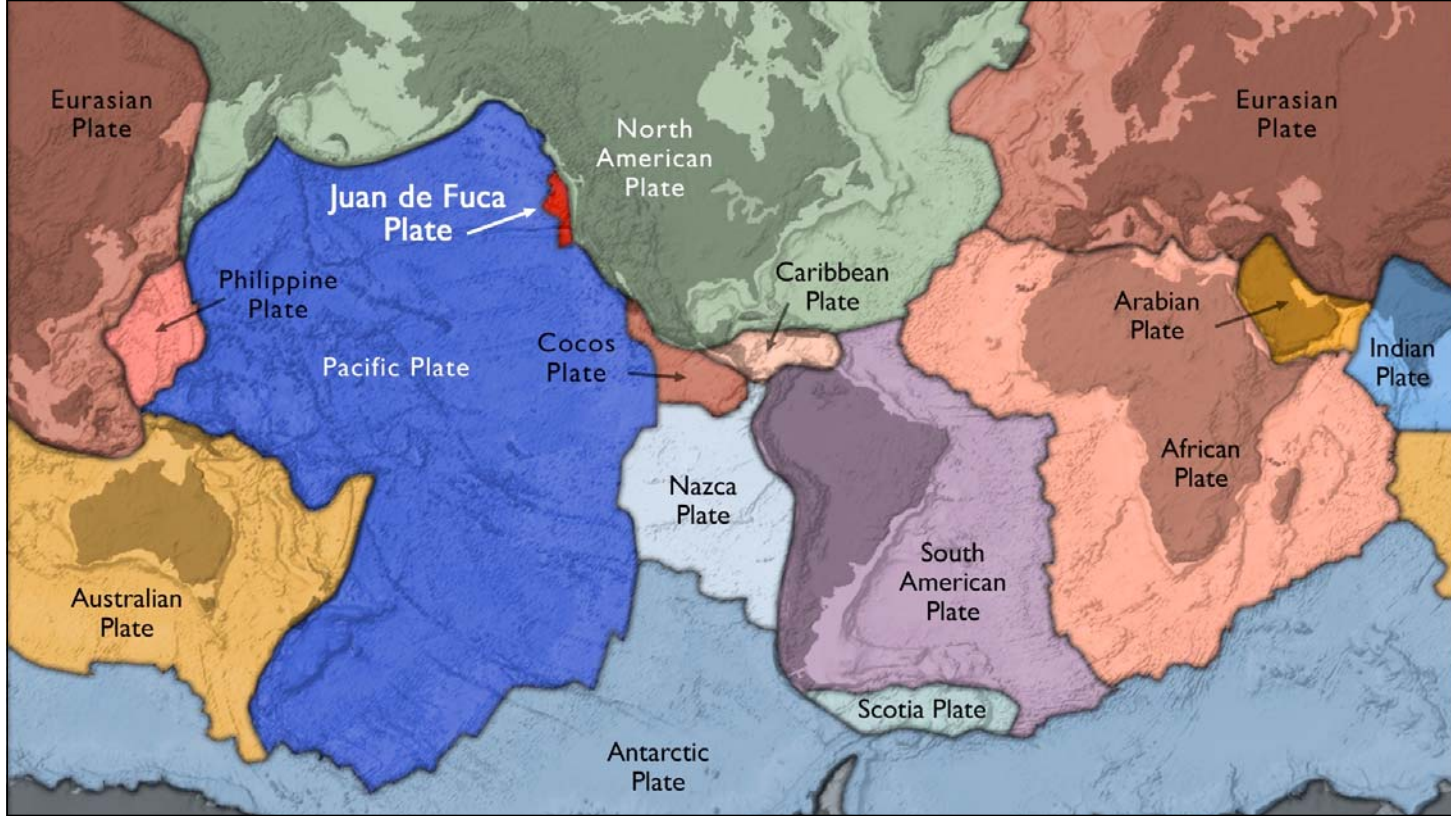 Eurasian
Plate
North
American
Plate
Eurasian
Plate
Juan de Fuca
Plate
Philippine
Plate
Caribbean
Plate
Arabian
Plate
Cocos
Plate
Pacific Plate
Indian
Plate
African
Plate
Nazca
Plate
South
American
Plate
Australian
Plate
Scotia Plate
Antarctic
Plate